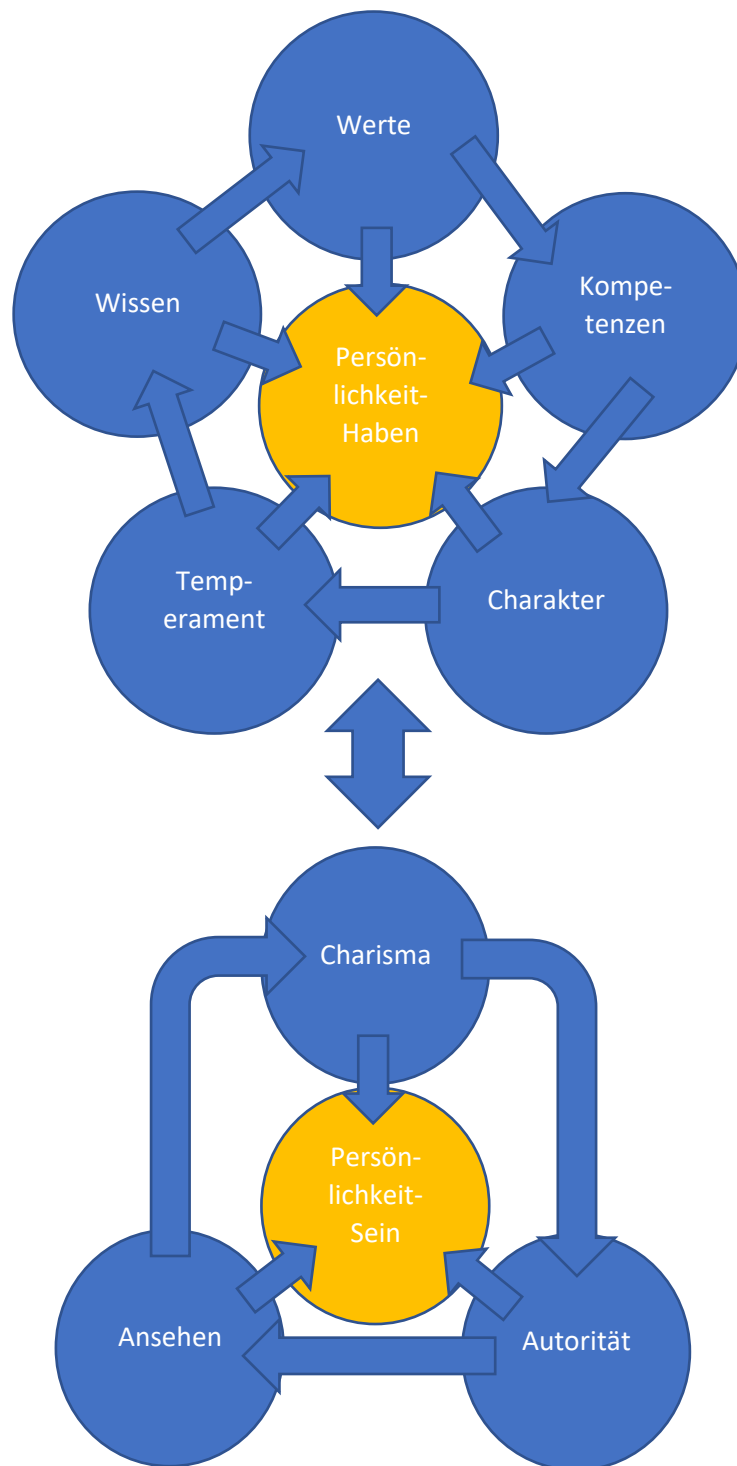 Werte
Wissen
Kompe-
tenzen
Persön-
lichkeit-
Haben
Temp-
erament
Charakter
Charisma
Persön-
lichkeit-
Sein
Ansehen
Autorität